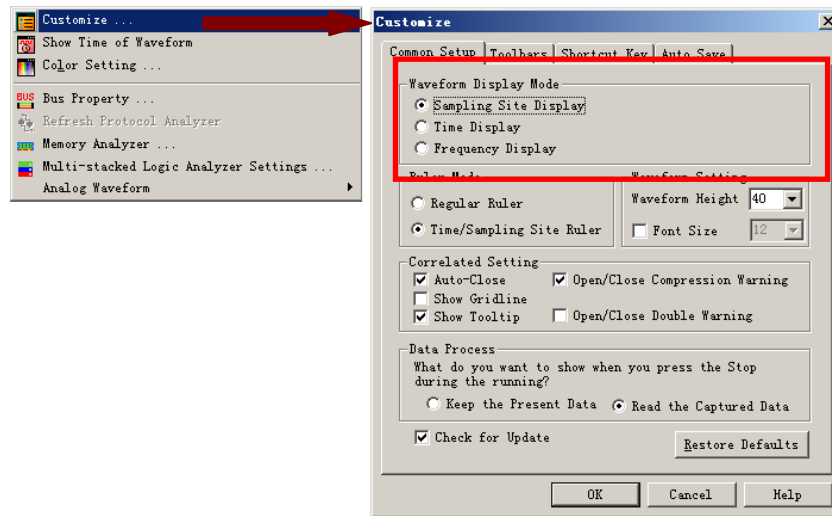 Customize ...
Show Time of Waveform
Color Setting ...
BUS Bus Property ...
Refresh Protocol Analyzer
Memory Analyzer ...
Multi-stacked Logic Analyzer Settings ...
Analog Waveform
Customize
Common Setup Toolbars Shortcut Key Auto Save
Waveform Display Mode
Sampling Site Display
Time Display
Frequency Display
Ruler Mode
Regular Ruler
Time/Sampling Site Ruler
Waveform Setting
Waveform Height 40
Font Size 12
Correlated Setting
Auto-Close Open/Close Compression Warning
Show Gridline
Show Tooltip Open/Close Double Warning
Data Process
What do you want to show when you press the Stop
during the running?
Keep the Present Data Read the Captured Data
Check for Update
Restore Defaults
OK Cancel Help